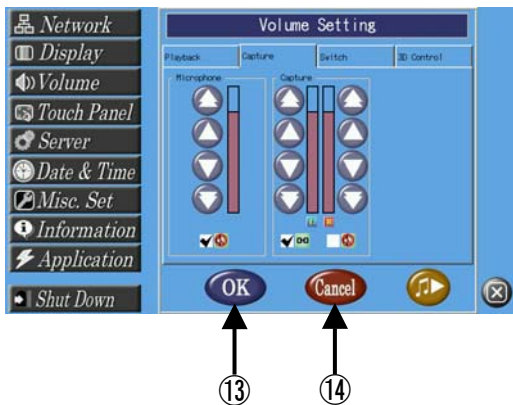 Network
Display
Volume
Touch Panel
Server
Date & Time
Misc. Set
Information
Application
Shut Down
Volume Setting
Playback Capture Switch 3D Control
Microphone Capture
L R
OK Cancel
⑬ ⑭